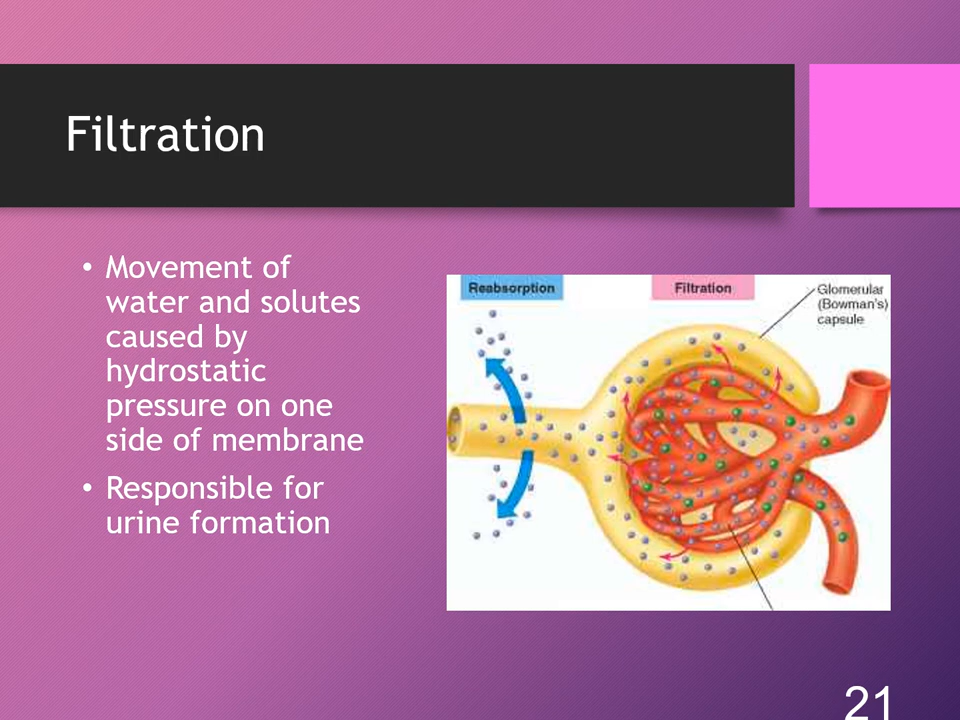 Filtration
• Movement of
water and solutes
caused by
hydrostatic
pressure on one
side of membrane
• Responsible for
urine formation
Reabsorption
Filtration
Glomerular
(Bowman's)
capsule
21